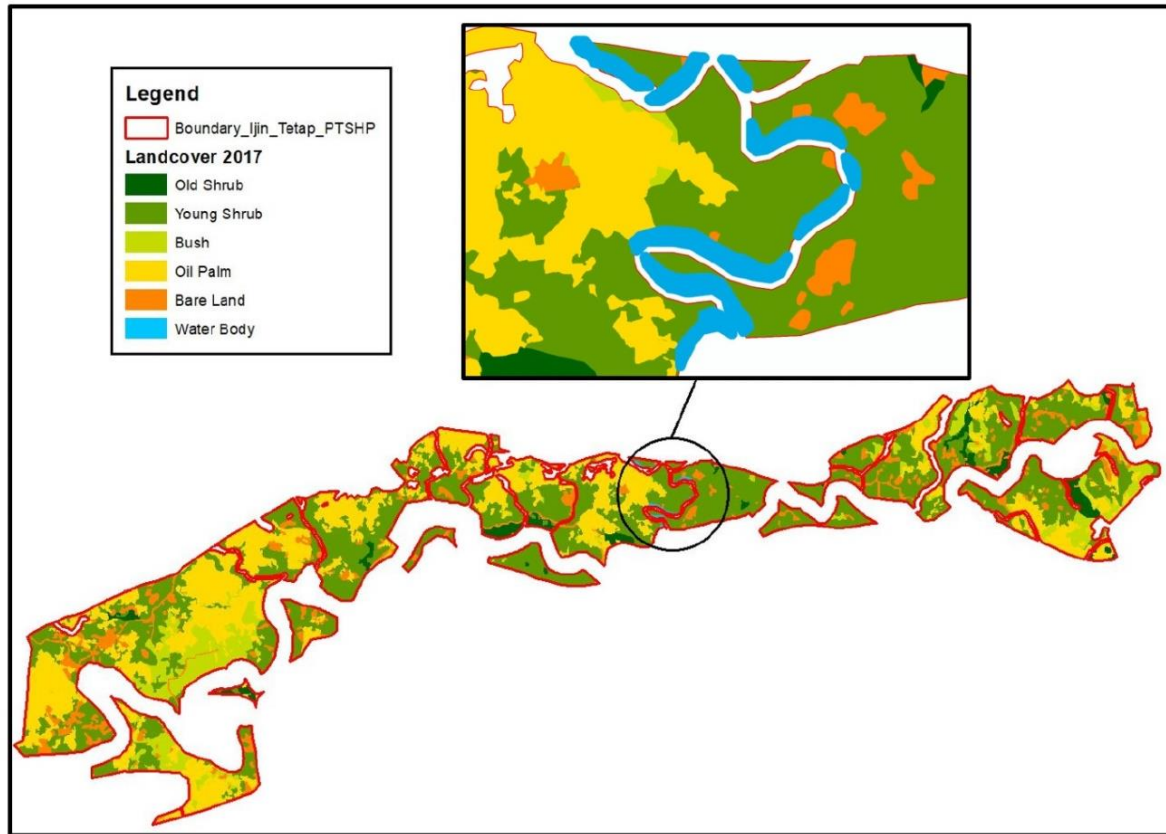 Legend
Boundary_Ijin_Tetap_PTSHP
Landcover 2017
Old Shrub
Young Shrub
Bush
Oil Palm
Bare Land
Water Body